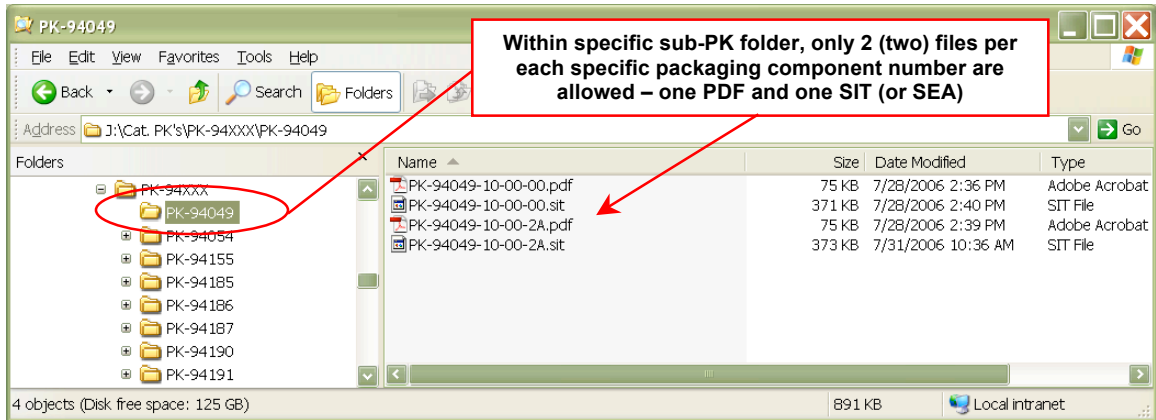 PK-94049
Within specific sub-PK folder, only 2 (two) files per
each specific packaging component number are
allowed – one PDF and one SIT (or SEA)
File Edit View Favorites Tools Help
Back Search Folders
Address J:\Cat. PK's\PK-94XXX\PK-94049 Go
Folders x Name Size Date Modified Type
PK-94XXX
PK-94049
PK-94054
PK-94155
PK-94185
PK-94186
PK-94187
PK-94190
PK-94191
PK-94049-10-00-00.pdf 75 KB 7/28/2006 2:36 PM Adobe Acrobat
PK-94049-10-00-00.sit 371 KB 7/28/2006 2:40 PM SIT File
PK-94049-10-00-2A.pdf 75 KB 7/28/2006 2:39 PM Adobe Acrobat
PK-94049-10-00-2A.sit 373 KB 7/31/2006 10:36 AM SIT File
4 objects (Disk free space: 125 GB) 891 KB Local intranet